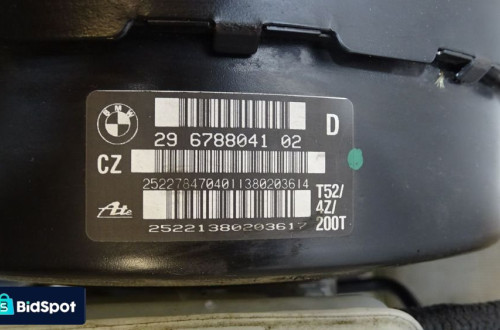 BMW
29 6788041 02 D
CZ
25227847040113802036 14
T52/
4Z/
200T
Ate
25221380203617
BidSpot